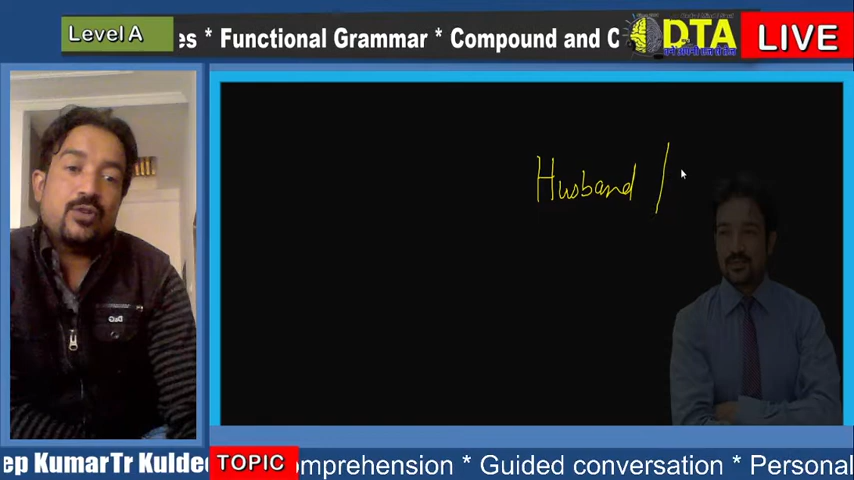 Level A
es * Functional Grammar * Compound and C
DTA
LIVE
Husband /
D&G
ep KumarTr Kuldee
TOPIC
omprehension * Guided conversation * Personal